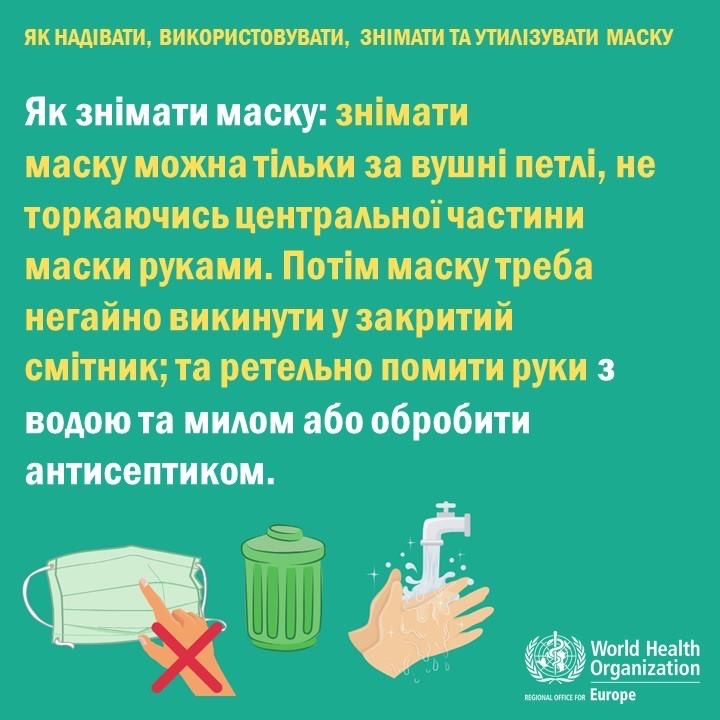 ЯК НАДІВАТИ, ВИКОРИСТОВУВАТИ, ЗНІМАТИ ТА УТИЛІЗУВАТИ МАСКУ
Як знімати маску: знімати
маску можна тільки за вушні петлі, не
торкаючись центральної частини
маски руками. Потім маску треба
негайно викинути у закритий
смітник; та ретельно помити руки з
водою та милом або обробити
антисептиком.
World Health
Organization
REGIONAL OFFICE FOR Europe